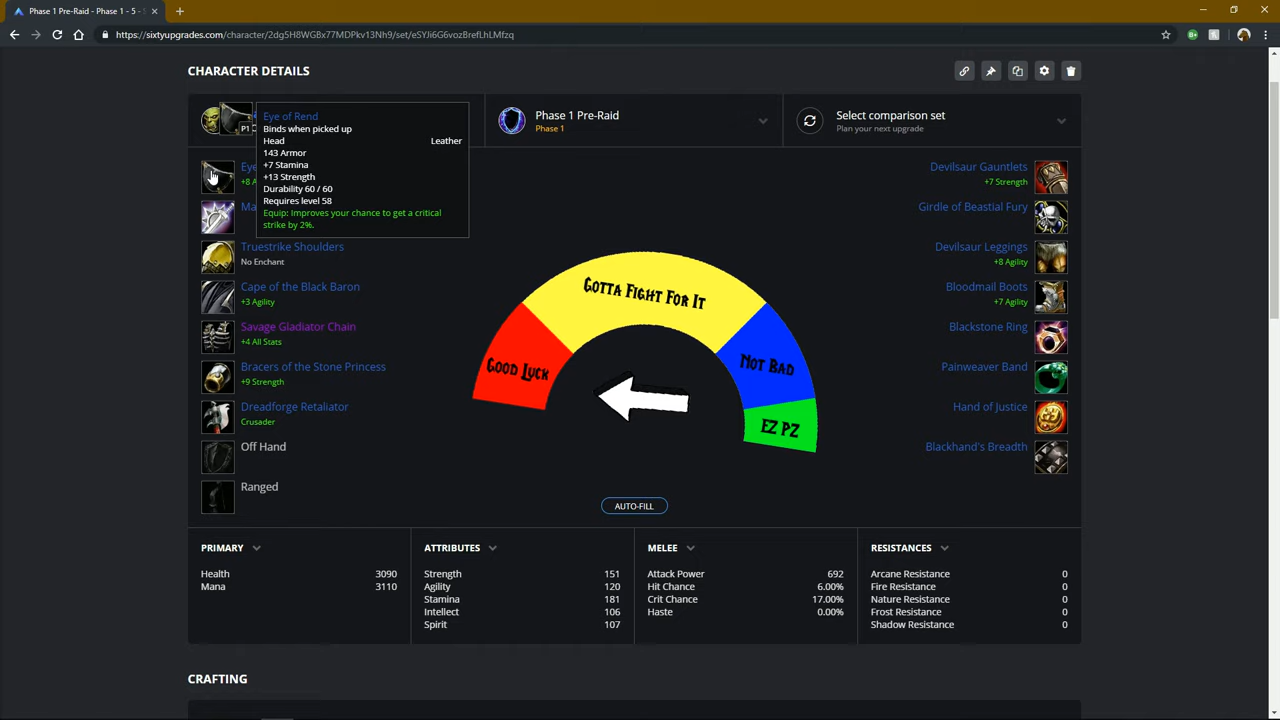 Phase 1 Pre-Raid - Phase 1 - 5 - S
https://sixtyupgrades.com/character/2dg5H8WGBx77MDPkv13Nh9/set/eSYJi6G6vozBrefLhLMfzq
CHARACTER DETAILS
P1
Phase 1 Pre-Raid
Phase 1
Select comparison set
Plan your next upgrade
Eye of Rend
Binds when picked up
Head Leather
143 Armor
+7 Stamina
+13 Strength
Durability 60 / 60
Requires level 58
Equip: Improves your chance to get a critical
strike by 2%.
Eye
+8 A
Ma
Truestrike Shoulders
No Enchant
Cape of the Black Baron
+3 Agility
Savage Gladiator Chain
+4 All Stats
Bracers of the Stone Princess
+9 Strength
Dreadforge Retaliator
Crusader
Off Hand
Ranged
Good Luck
Gotta Fight For It
Not Bad
EZ PZ
AUTO-FILL
Devilsaur Gauntlets
+7 Strength
Girdle of Beastial Fury
Devilsaur Leggings
+8 Agility
Bloodmail Boots
+7 Agility
Blackstone Ring
Painweaver Band
Hand of Justice
Blackhand's Breadth
PRIMARY
Health 3090
Mana 3110
ATTRIBUTES
Strength 151
Agility 120
Stamina 181
Intellect 106
Spirit 107
MELEE
Attack Power 692
Hit Chance 6.00%
Crit Chance 17.00%
Haste 0.00%
RESISTANCES
Arcane Resistance 0
Fire Resistance 0
Nature Resistance 0
Frost Resistance 0
Shadow Resistance 0
CRAFTING